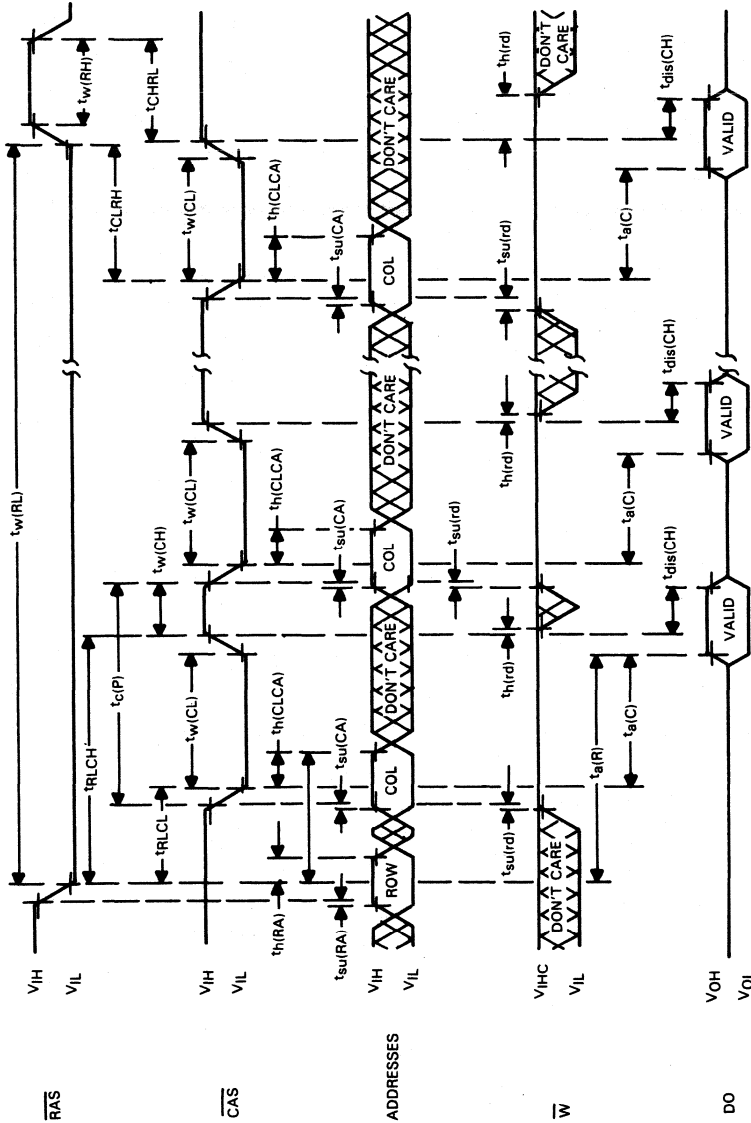 tw(RL)
VIH
RAS
VIL
tw(RH)
tRLCH
tCLRH
tc(P)
tCHRL
tRLCL
tw(CH)
tw(CL)
tw(CL)
tw(CL)
VIH
CAS
VIL
th(RA)
th(CLCA)
th(CLCA)
th(CLCA)
tsu(RA)
tsu(CA)
tsu(CA)
tsu(CA)
VIH
ADDRESSES
ROW
COL
DON'T CARE
COL
DON'T CARE
COL
DON'T CARE
VIL
tsu(rd)
th(rd)
tsu(rd)
th(rd)
tsu(rd)
th(rd)
VIHC
W
DON'T CARE
DON'T
CARE
VIL
ta(R)
ta(C)
ta(C)
ta(C)
tdis(CH)
tdis(CH)
tdis(CH)
VOH
DO
VALID
VALID
VALID
VOL